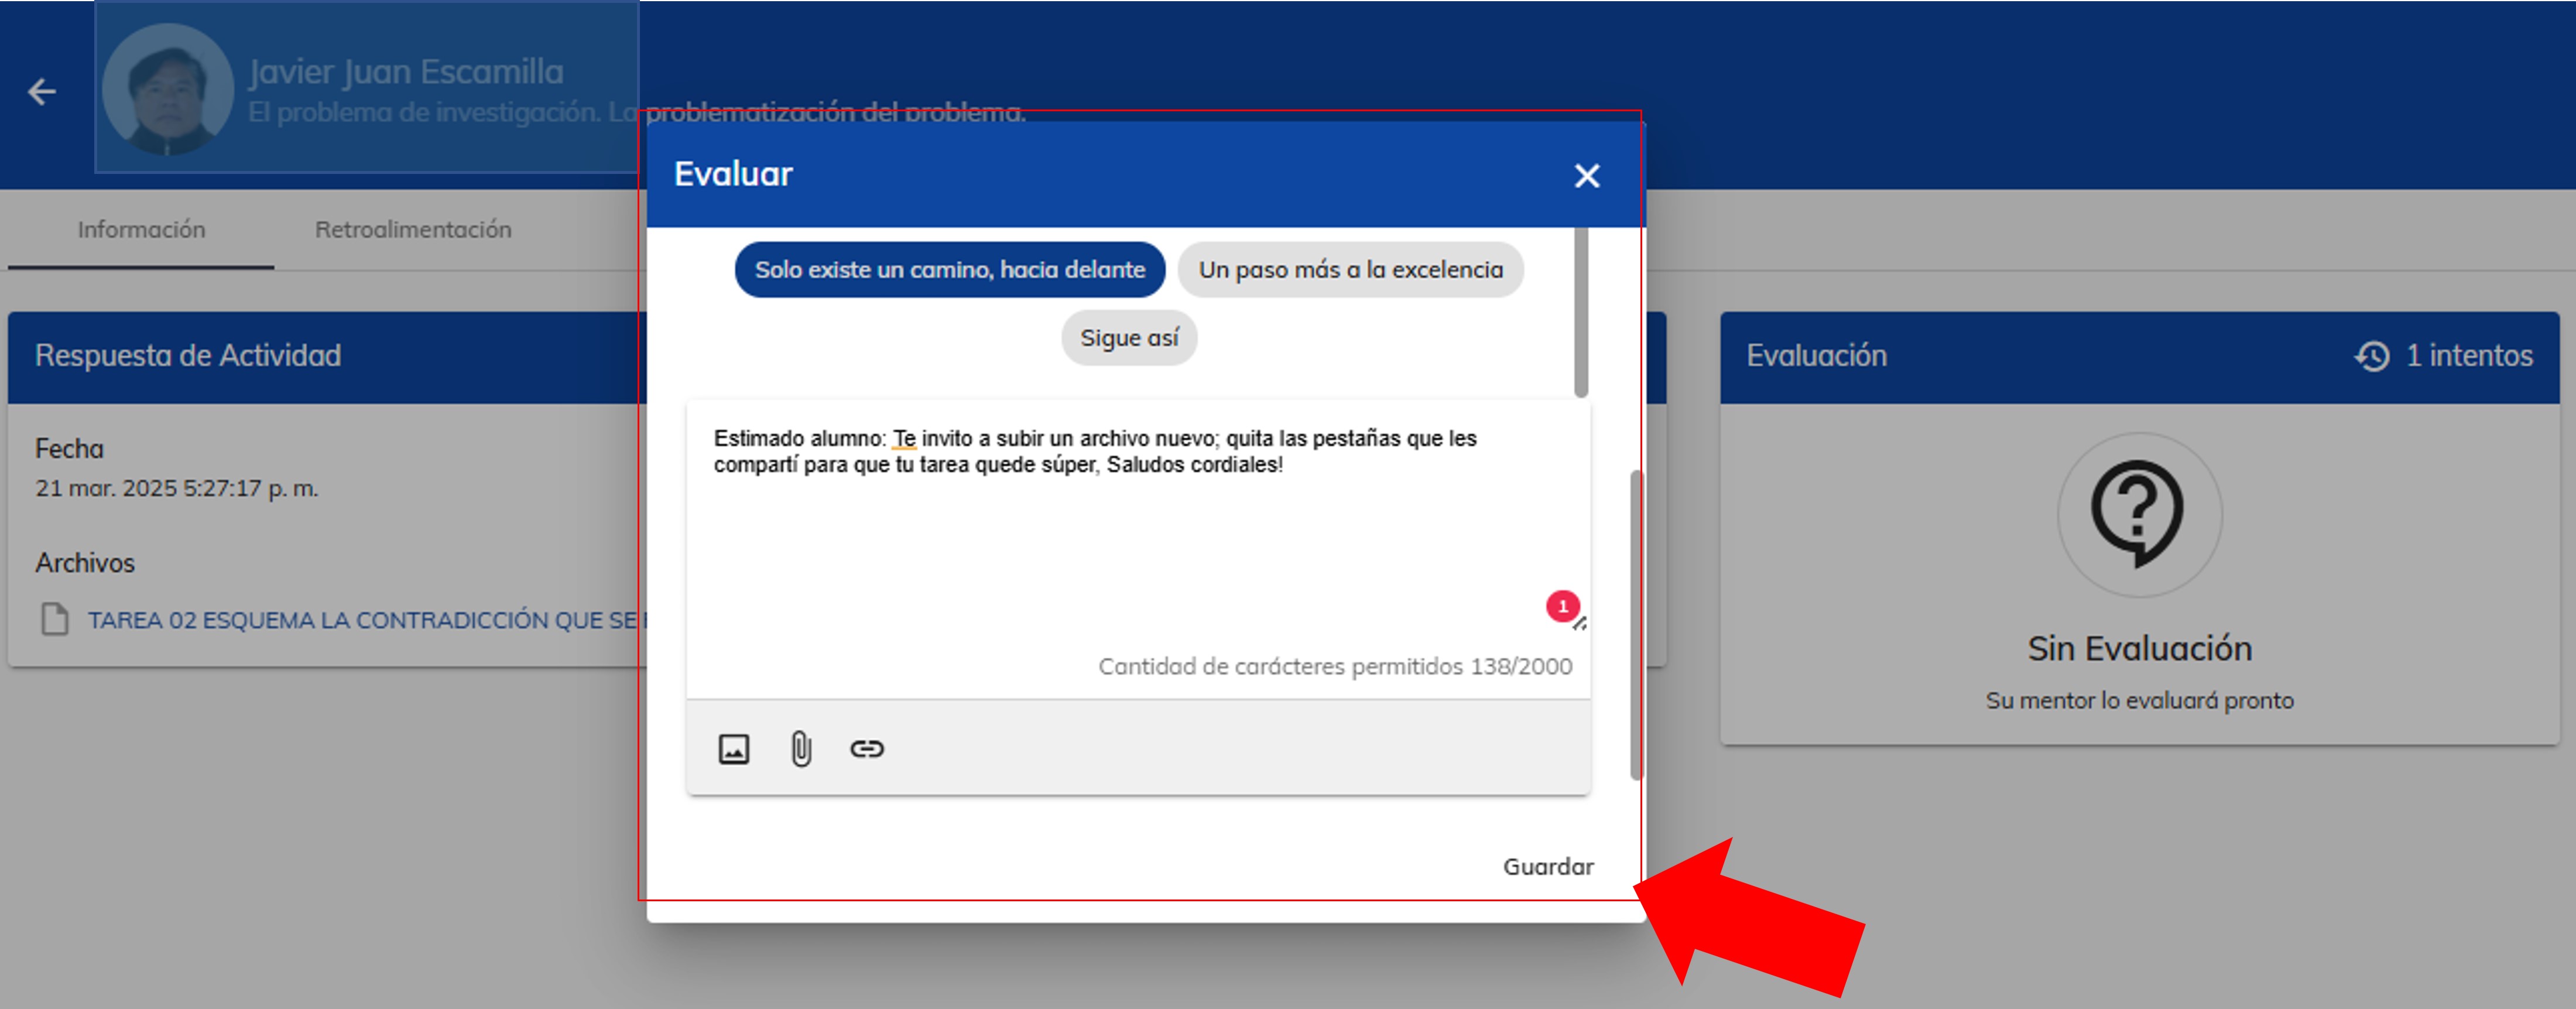 Javier Juan Escamilla
El problema de investigación. La problematización del problema.
Información
Retroalimentación
Respuesta de Actividad
Fecha
21 mar. 2025 5:27:17 p. m.
Archivos
TAREA 02 ESQUEMA LA CONTRADICCIÓN QUE SE
Evaluar
Solo existe un camino, hacia delante
Un paso más a la excelencia
Sigue así
Estimado alumno: Te invito a subir un archivo nuevo; quita las pestañas que les
compartí para que tu tarea quede súper, Saludos cordiales!
1
Cantidad de carácteres permitidos 138/2000
Guardar
Evaluación
1 intentos
Sin Evaluación
Su mentor lo evaluará pronto